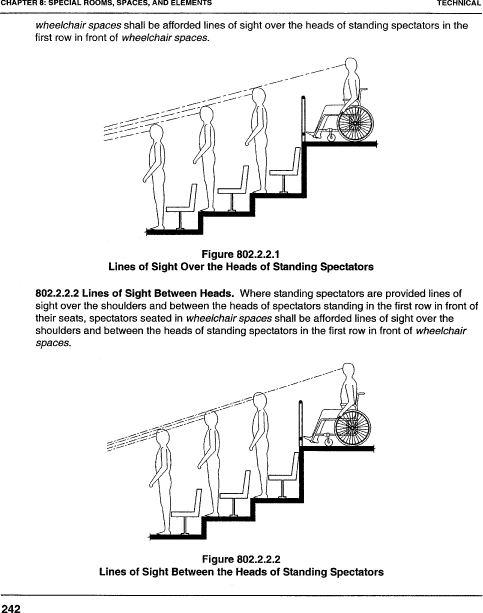 CHAPTER 8: SPECIAL ROOMS, SPACES, AND ELEMENTS TECHNICAL
wheelchair spaces shall be afforded lines of sight over the heads of standing spectators in the
first row in front of wheelchair spaces.
Figure 802.2.2.1
Lines of Sight Over the Heads of Standing Spectators
802.2.2.2 Lines of Sight Between Heads. Where standing spectators are provided lines of
sight over the shoulders and between the heads of spectators standing in the first row in front of
their seats, spectators seated in wheelchair spaces shall be afforded lines of sight over the
shoulders and between the heads of standing spectators in the first row in front of wheelchair
spaces.
Figure 802.2.2.2
Lines of Sight Between the Heads of Standing Spectators
242